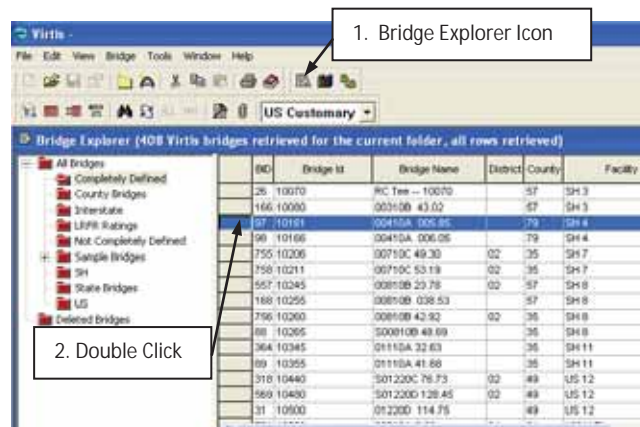 Virtis -
1. Bridge Explorer Icon
File Edit View Bridge Tools Window Help
US Customary
Bridge Explorer (408 Virtis bridges retrieved for the current folder, all rows retrieved)
All Bridges
Completely Defined
County Bridges
Interstate
LRFR Ratings
Not Completely Defined
Sample Bridges
SH
State Bridges
US
Deleted Bridges
2. Double Click
BID Bridge Id Bridge Name District County Facility
26 10070 RC Tee -- 10070 57 SH 3
166 10080 00310B 43.02 57 SH 3
97 10161 00410A 005.85 79 SH 4
98 10166 00410A 006.05 79 SH 4
755 10206 00710C 49.30 02 35 SH 7
758 10211 00710C 53.19 02 35 SH 7
557 10245 00810B 23.78 02 57 SH 8
168 10255 00810B 038.53 57 SH 8
756 10260 00810B 42.92 02 35 SH 8
88 10265 S00810B 48.69 35 SH 8
364 10345 01110A 32.63 35 SH 11
89 10355 01110A 41.88 35 SH 11
318 10440 S01220C 76.73 02 49 US 12
569 10480 S01220D 128.45 02 49 US 12
31 10500 01220D 114.75 49 US 12